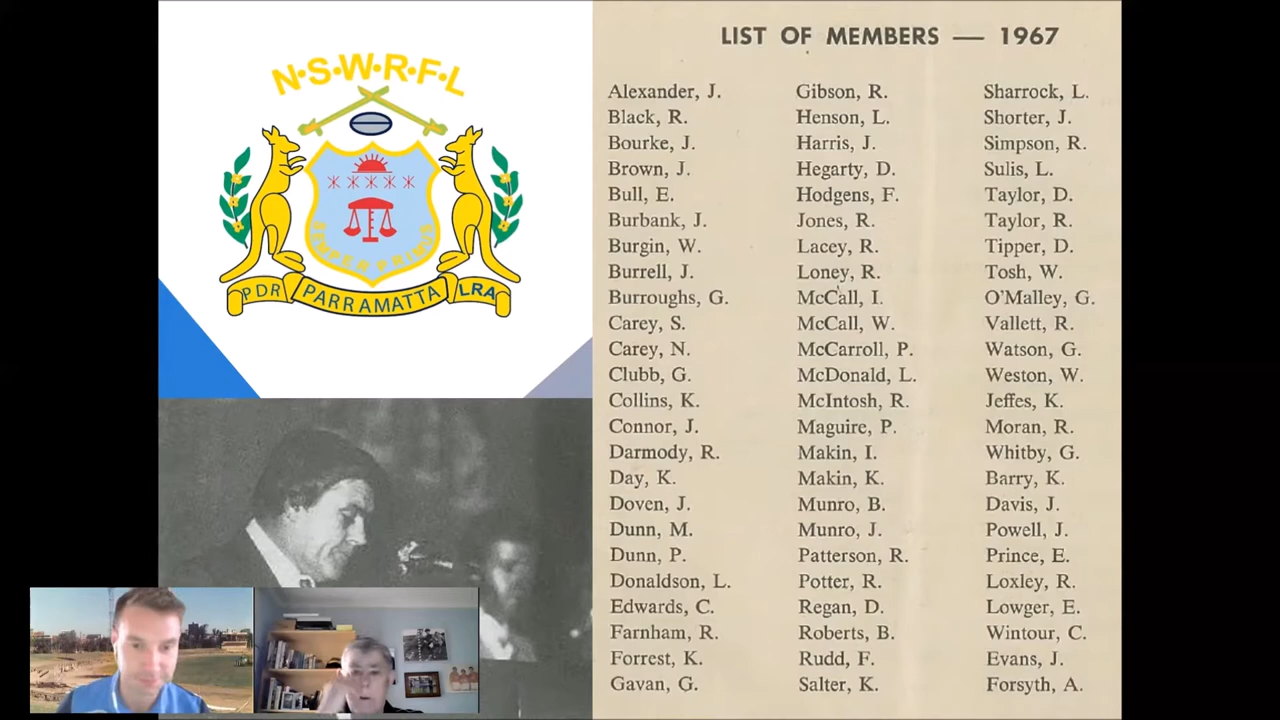 N·S·W·R·F·L
SEMPER PRIMUS
PDR PARRAMATTA LRA
LIST OF MEMBERS — 1967
Alexander, J.
Black, R.
Bourke, J.
Brown, J.
Bull, E.
Burbank, J.
Burgin, W.
Burrell, J.
Burroughs, G.
Carey, S.
Carey, N.
Clubb, G.
Collins, K.
Connor, J.
Darmody, R.
Day, K.
Doven, J.
Dunn, M.
Dunn, P.
Donaldson, L.
Edwards, C.
Farnham, R.
Forrest, K.
Gavan, G.
Gibson, R.
Henson, L.
Harris, J.
Hegarty, D.
Hodgens, F.
Jones, R.
Lacey, R.
Loney, R.
McCall, I.
McCall, W.
McCarroll, P.
McDonald, L.
McIntosh, R.
Maguire, P.
Makin, I.
Makin, K.
Munro, B.
Munro, J.
Patterson, R.
Potter, R.
Regan, D.
Roberts, B.
Rudd, F.
Salter, K.
Sharrock, L.
Shorter, J.
Simpson, R.
Sulis, L.
Taylor, D.
Taylor, R.
Tipper, D.
Tosh, W.
O'Malley, G.
Vallett, R.
Watson, G.
Weston, W.
Jeffes, K.
Moran, R.
Whitby, G.
Barry, K.
Davis, J.
Powell, J.
Prince, E.
Loxley, R.
Lowger, E.
Wintour, C.
Evans, J.
Forsyth, A.